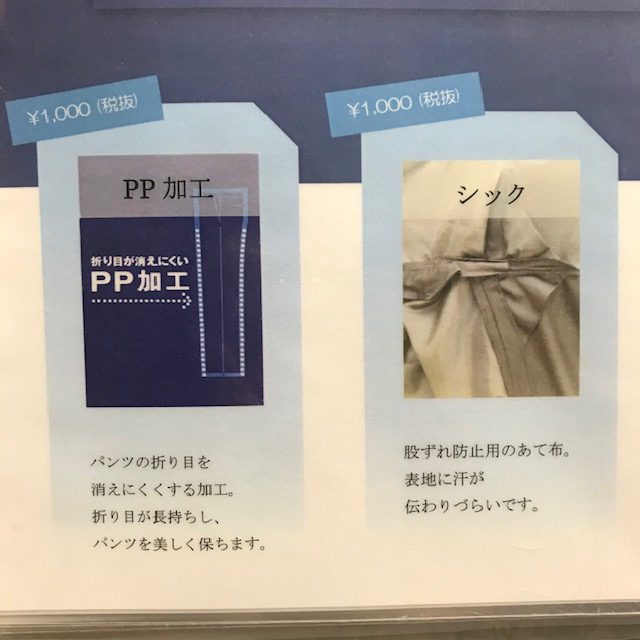 ¥1,000 (税抜)
PP 加工
折り目が消えにくい
PP加工
パンツの折り目を
消えにくくする加工。
折り目が長持ちし、
パンツを美しく保ちます。
¥1,000 (税抜)
シック
股ずれ防止用のあて布。
表地に汗が
伝わりづらいです。